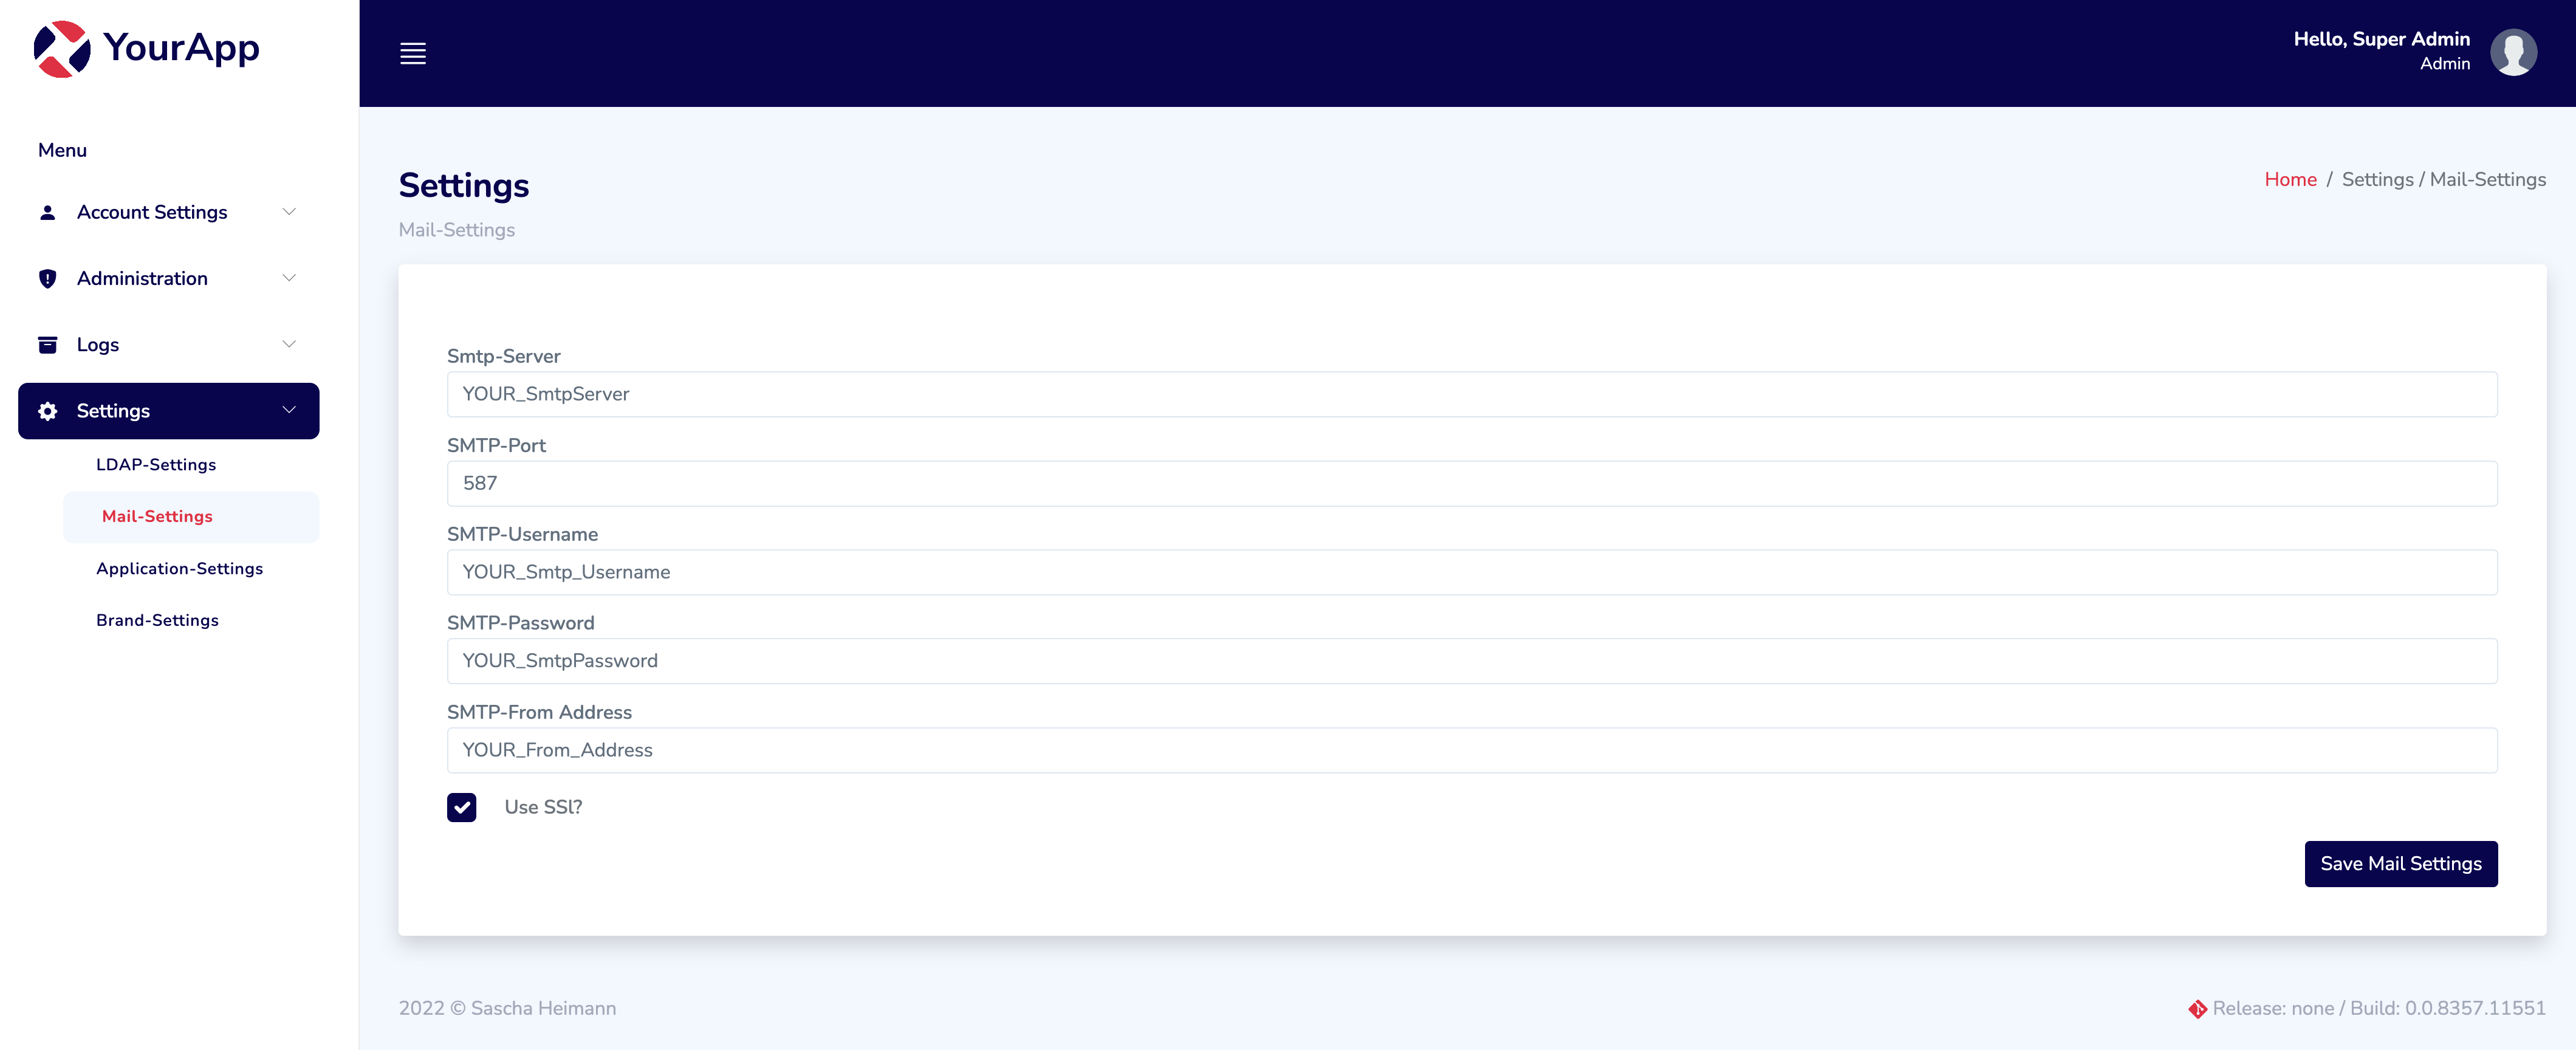 YourApp
Hello, Super Admin
Admin
Menu
Account Settings
Administration
Logs
Settings
LDAP-Settings
Mail-Settings
Application-Settings
Brand-Settings
Settings
Home / Settings / Mail-Settings
Mail-Settings
Smtp-Server
YOUR_SmtpServer
SMTP-Port
587
SMTP-Username
YOUR_Smtp_Username
SMTP-Password
YOUR_SmtpPassword
SMTP-From Address
YOUR_From_Address
Use SSl?
Save Mail Settings
2022 © Sascha Heimann
Release: none / Build: 0.0.8357.11551